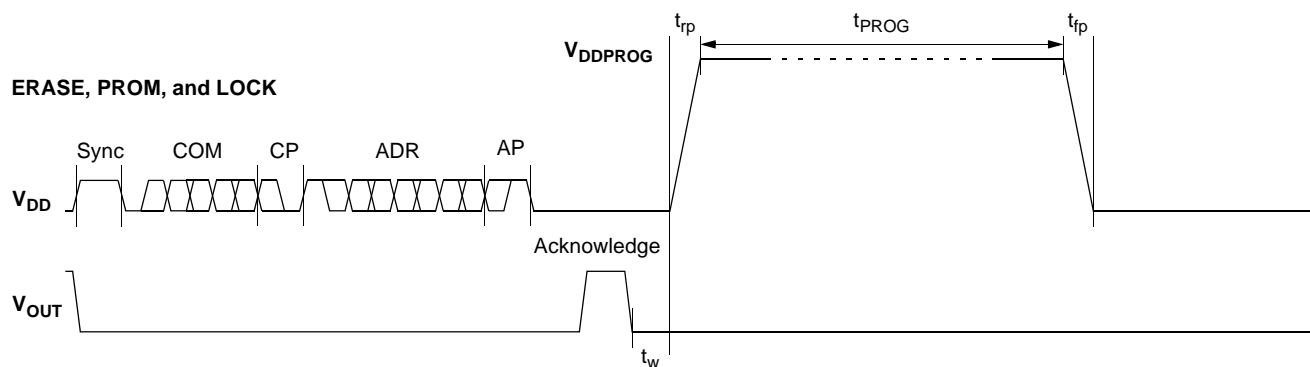 t_rp t_PROG t_fp
V_DDPROG
ERASE, PROM, and LOCK
Sync COM CP ADR AP
V_DD
Acknowledge
V_OUT
t_w